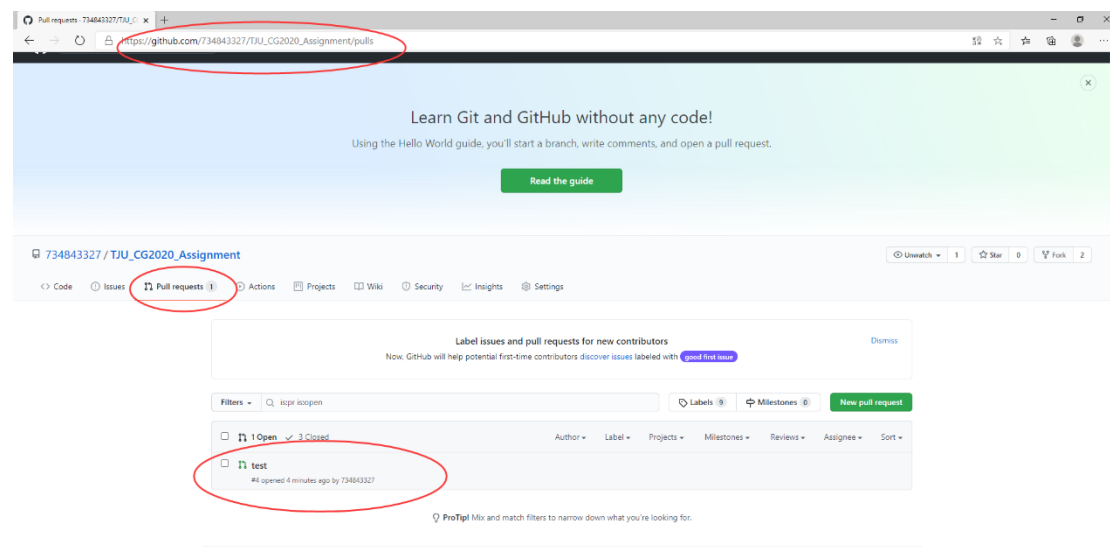 Pull requests · 734843327/TJU_C
https://github.com/734843327/TJU_CG2020_Assignment/pulls
Learn Git and GitHub without any code!
Using the Hello World guide, you'll start a branch, write comments, and open a pull request.
Read the guide
734843327 / TJU_CG2020_Assignment
Unwatch 1 Star 0 Fork 2
Code Issues Pull requests 1 Actions Projects Wiki Security Insights Settings
Label issues and pull requests for new contributors
Dismiss
Now, GitHub will help potential first-time contributors discover issues labeled with good first issue
Filters is:pr is:open Labels 9 Milestones 0 New pull request
1 Open 3 Closed Author Label Projects Milestones Reviews Assignee Sort
test
#4 opened 4 minutes ago by 734843327
ProTip! Mix and match filters to narrow down what you're looking for.